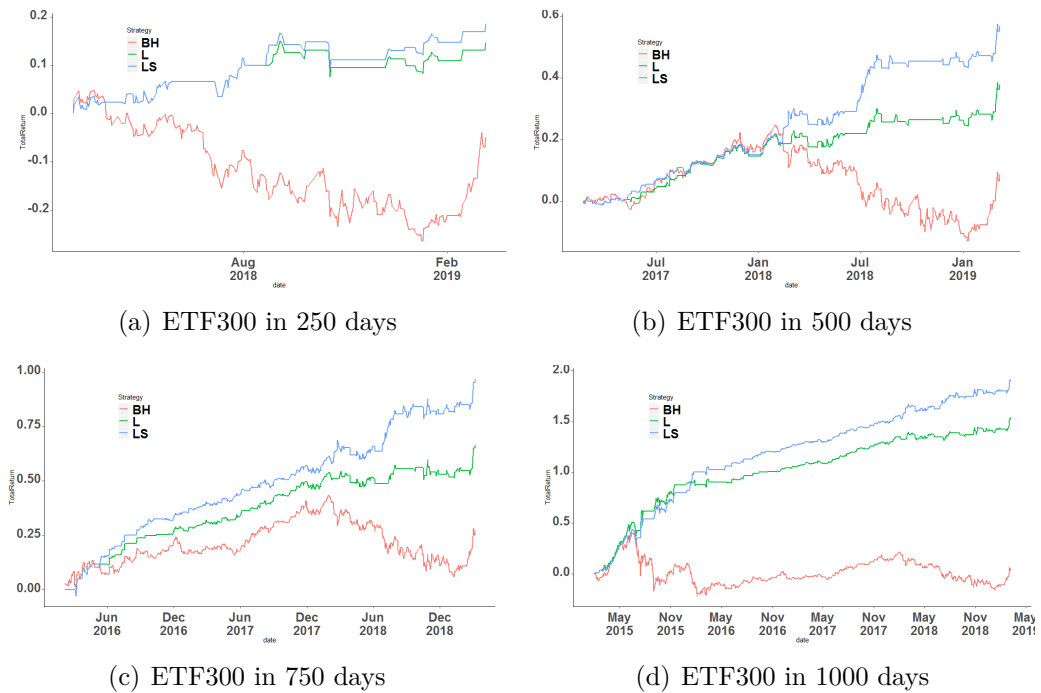 0.2
0.1
0.0
-0.1
-0.2
TotalReturn
Strategy
BH
L
LS
Aug
2018
Feb
2019
date
(a) ETF300 in 250 days
0.6
0.4
0.2
0.0
TotalReturn
Strategy
BH
L
LS
Jul
2017
Jan
2018
Jul
2018
Jan
2019
date
(b) ETF300 in 500 days
1.00
0.75
0.50
0.25
0.00
TotalReturn
Strategy
BH
L
LS
Jun
2016
Dec
2016
Jun
2017
Dec
2017
Jun
2018
Dec
2018
date
(c) ETF300 in 750 days
2.0
1.5
1.0
0.5
0.0
TotalReturn
Strategy
BH
L
LS
May
2015
Nov
2015
May
2016
Nov
2016
May
2017
Nov
2017
May
2018
Nov
2018
May
2019
date
(d) ETF300 in 1000 days